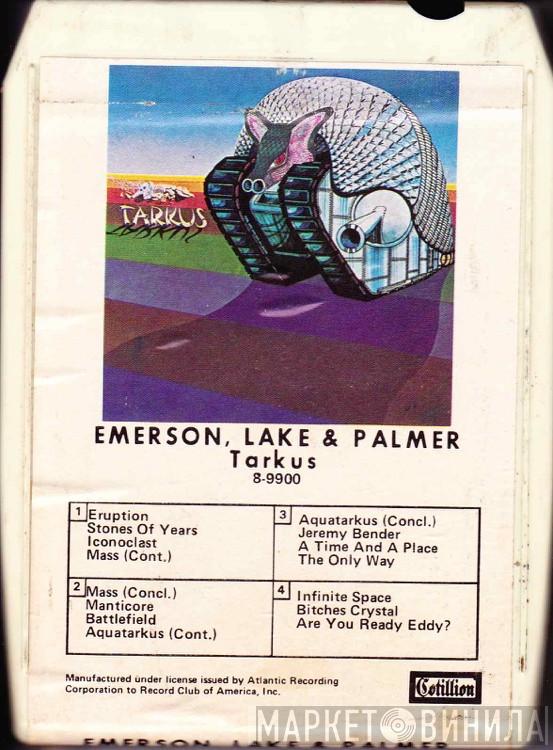 TARKUS
EMERSON, LAKE & PALMER
Tarkus
8-9900
1 Eruption
Stones Of Years
Iconoclast
Mass (Cont.)
2 Mass (Concl.)
Manticore
Battlefield
Aquatarkus (Cont.)
3 Aquatarkus (Concl.)
Jeremy Bender
A Time And A Place
The Only Way
4 Infinite Space
Bitches Crystal
Are You Ready Eddy?
Manufactured under license issued by Atlantic Recording
Corporation to Record Club of America, Inc.
Cotillion
МАРКЕТ ВИНИЛА
EMERSON, LAKE & PALMER